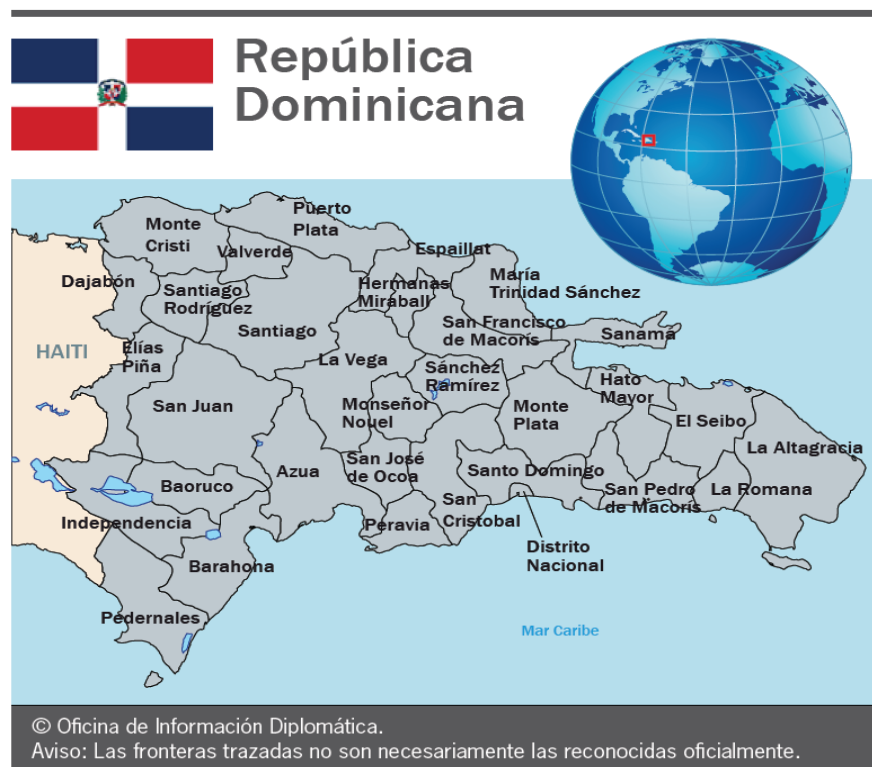 República
Dominicana
Puerto
Plata
Monte
Cristi
Valverde
Espaillat
Dajabón
Santiago
Rodríguez
Hermanas
Miraball
María
Trinidad Sánchez
Santiago
San Francisco
de Macorís
Sanamá
HAITI
Elías
Piña
La Vega
Sánchez
Ramírez
Hato
Mayor
San Juan
Monseñor
Nouel
Monte
Plata
El Seibo
La Altagracia
Azua
San José
de Ocoa
Santo Domingo
Baoruco
San Pedro
de Macorís
La Romana
San
Cristobal
Independencia
Peravia
Distrito
Nacional
Barahona
Pedernales
Mar Caribe
© Oficina de Información Diplomática.
Aviso: Las fronteras trazadas no son necesariamente las reconocidas oficialmente.